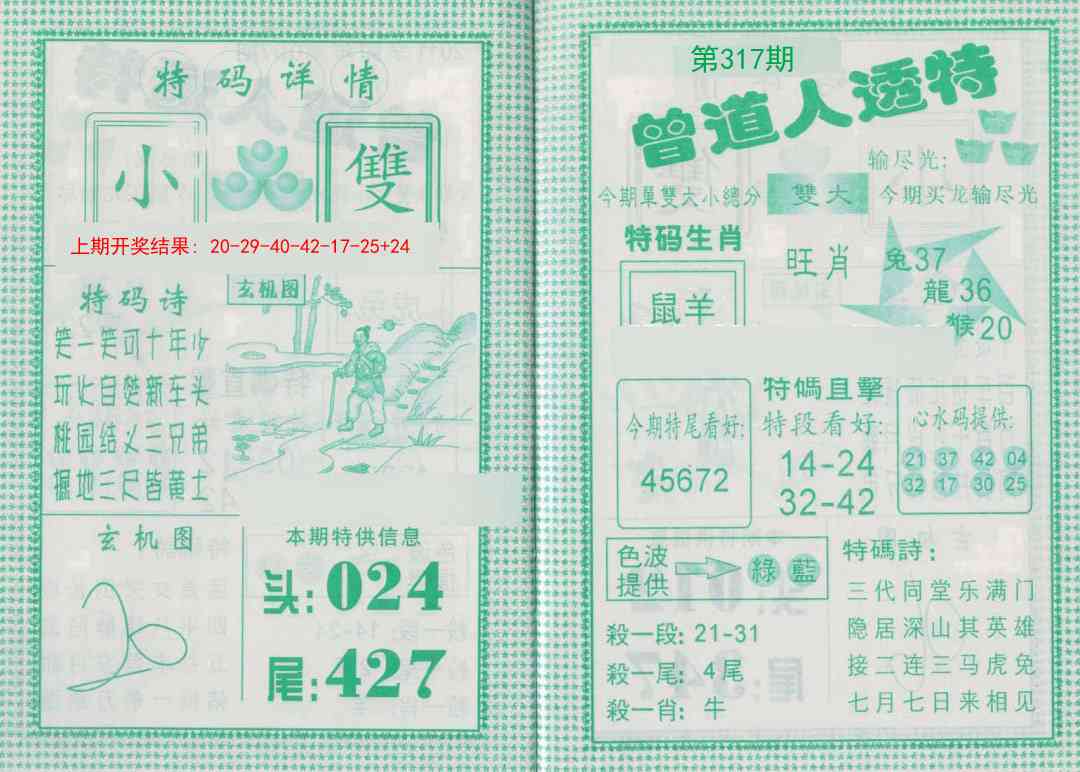 特码详情
小
雙
上期开奖结果：20-29-40-42-17-25+24
特码诗
笑一笑可十年少
玩火自焚新车头
桃园结义三兄弟
掘地三尺皆黄土
玄机图
玄机图
本期特供信息
头:024
尾:427
第317期
曾道人透特
输尽光:
今期單雙大小總分
雙大
今期买龙输尽光
特码生肖
鼠羊
旺肖
兔37
龍36
猴20
今期特尾看好:
45672
特碼直擊
特段看好:
14-24
32-42
心水码提供:
21 37 42 04
32 17 30 25
色波
提供
綠藍
殺一段: 21-31
殺一尾: 4尾
殺一肖: 牛
特碼詩：
三代同堂乐满门
隐居深山其英雄
接二连三马虎兔
七月七日来相见